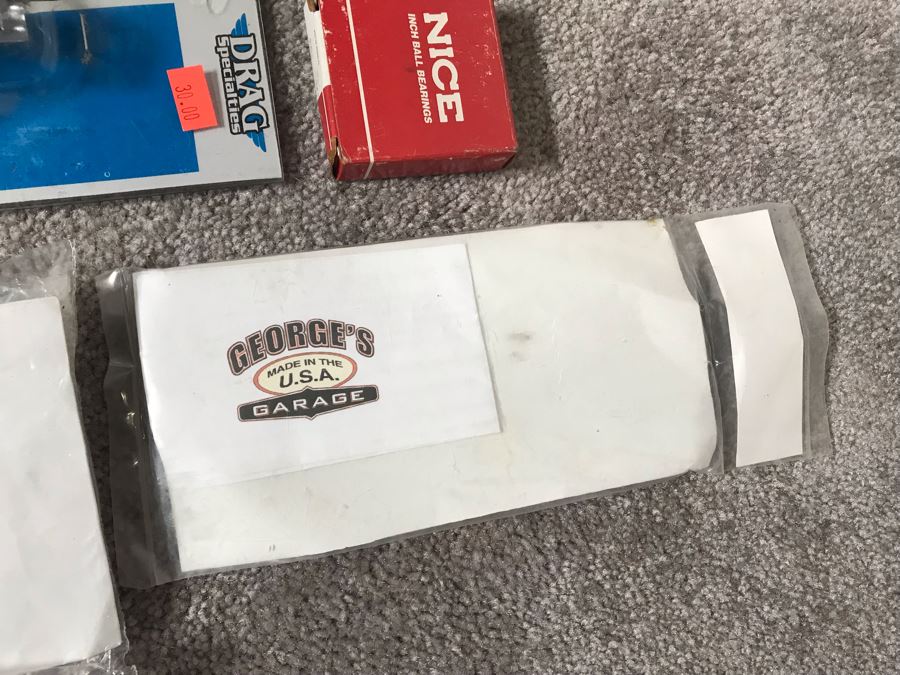 DRAG
Specialties
30.00
NICE
INCH BALL BEARINGS
GEORGE'S
MADE IN THE
U.S.A.
GARAGE